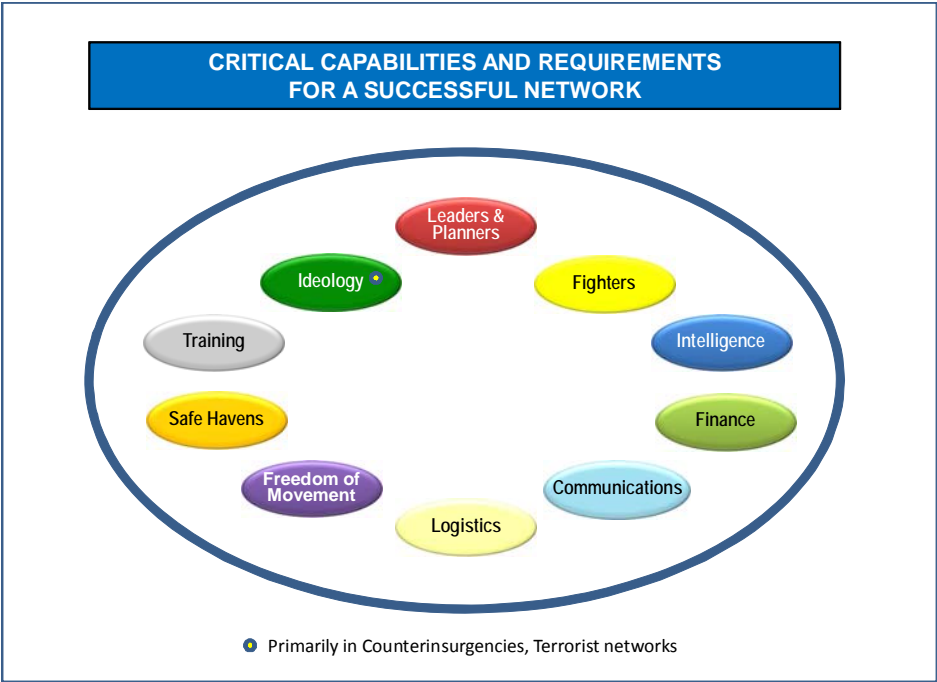 CRITICAL CAPABILITIES AND REQUIREMENTS
FOR A SUCCESSFUL NETWORK
Leaders &
Planners
Ideology
Fighters
Training
Intelligence
Safe Havens
Finance
Freedom of
Movement
Communications
Logistics
Primarily in Counterinsurgencies, Terrorist networks